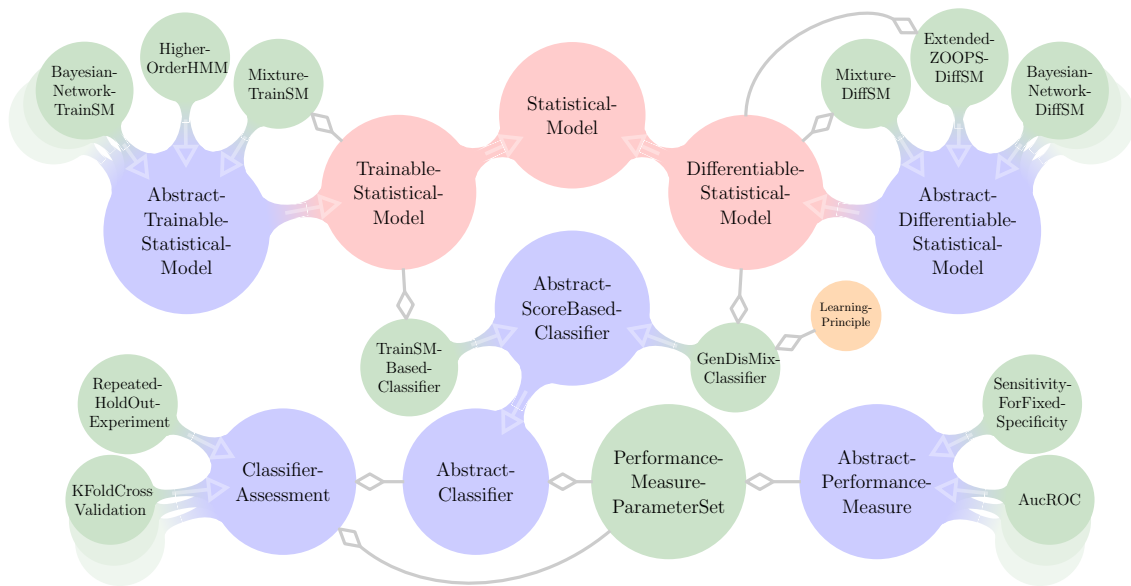 Bayesian-
Network-
TrainSM
Higher-
OrderHMM
Mixture-
TrainSM
Statistical-
Model
Mixture-
DiffSM
Extended-
ZOOPS-
DiffSM
Bayesian-
Network-
DiffSM
Abstract-
Trainable-
Statistical-
Model
Trainable-
Statistical-
Model
Differentiable-
Statistical-
Model
Abstract-
Differentiable-
Statistical-
Model
Abstract-
ScoreBased-
Classifier
Learning-
Principle
TrainSM-
Based-
Classifier
GenDisMix-
Classifier
Repeated-
HoldOut-
Experiment
KFoldCross
Validation
Classifier-
Assessment
Abstract-
Classifier
Performance-
Measure-
ParameterSet
Abstract-
Performance-
Measure
Sensitivity-
ForFixed-
Specificity
AucROC